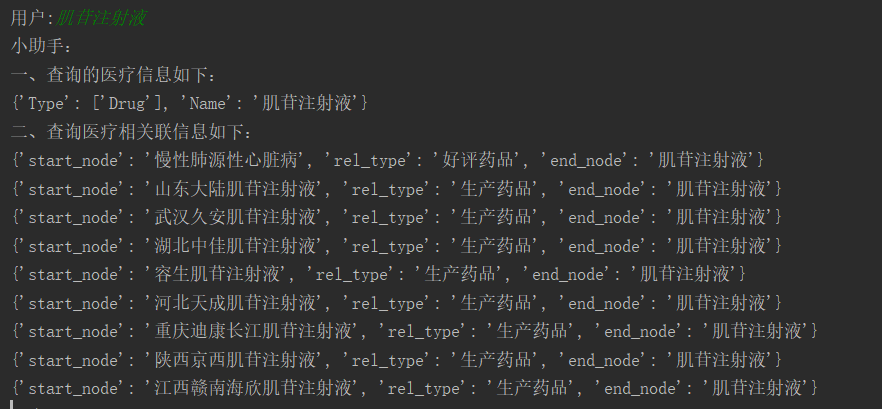 用户:肌苷注射液
小助手:
一、查询的医疗信息如下:
{'Type': ['Drug'], 'Name': '肌苷注射液'}
二、查询医疗相关联信息如下:
{'start_node': '慢性肺源性心脏病', 'rel_type': '好评药品', 'end_node': '肌苷注射液'}
{'start_node': '山东大陆肌苷注射液', 'rel_type': '生产药品', 'end_node': '肌苷注射液'}
{'start_node': '武汉久安肌苷注射液', 'rel_type': '生产药品', 'end_node': '肌苷注射液'}
{'start_node': '湖北中佳肌苷注射液', 'rel_type': '生产药品', 'end_node': '肌苷注射液'}
{'start_node': '容生肌苷注射液', 'rel_type': '生产药品', 'end_node': '肌苷注射液'}
{'start_node': '河北天成肌苷注射液', 'rel_type': '生产药品', 'end_node': '肌苷注射液'}
{'start_node': '重庆迪康长江肌苷注射液', 'rel_type': '生产药品', 'end_node': '肌苷注射液'}
{'start_node': '陕西京西肌苷注射液', 'rel_type': '生产药品', 'end_node': '肌苷注射液'}
{'start_node': '江西赣南海欣肌苷注射液', 'rel_type': '生产药品', 'end_node': '肌苷注射液'}